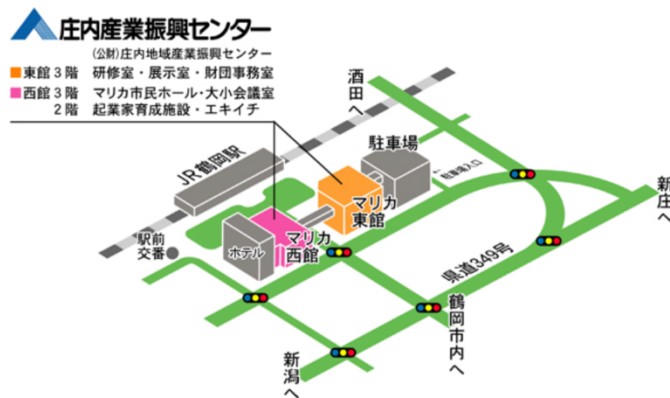 庄内産業振興センター
(公財)庄内地域産業振興センター
東館3階 研修室・展示室・財団事務室
西館3階 マリカ市民ホール・大小会議室
2階 起業家育成施設・エキイチ
酒田へ
JR鶴岡駅
駐車場
←駐車場入口
新庄へ
マリカ
東館
駅前
交番
ホテル
マリカ
西館
県道349号
鶴岡市内へ
新潟へ